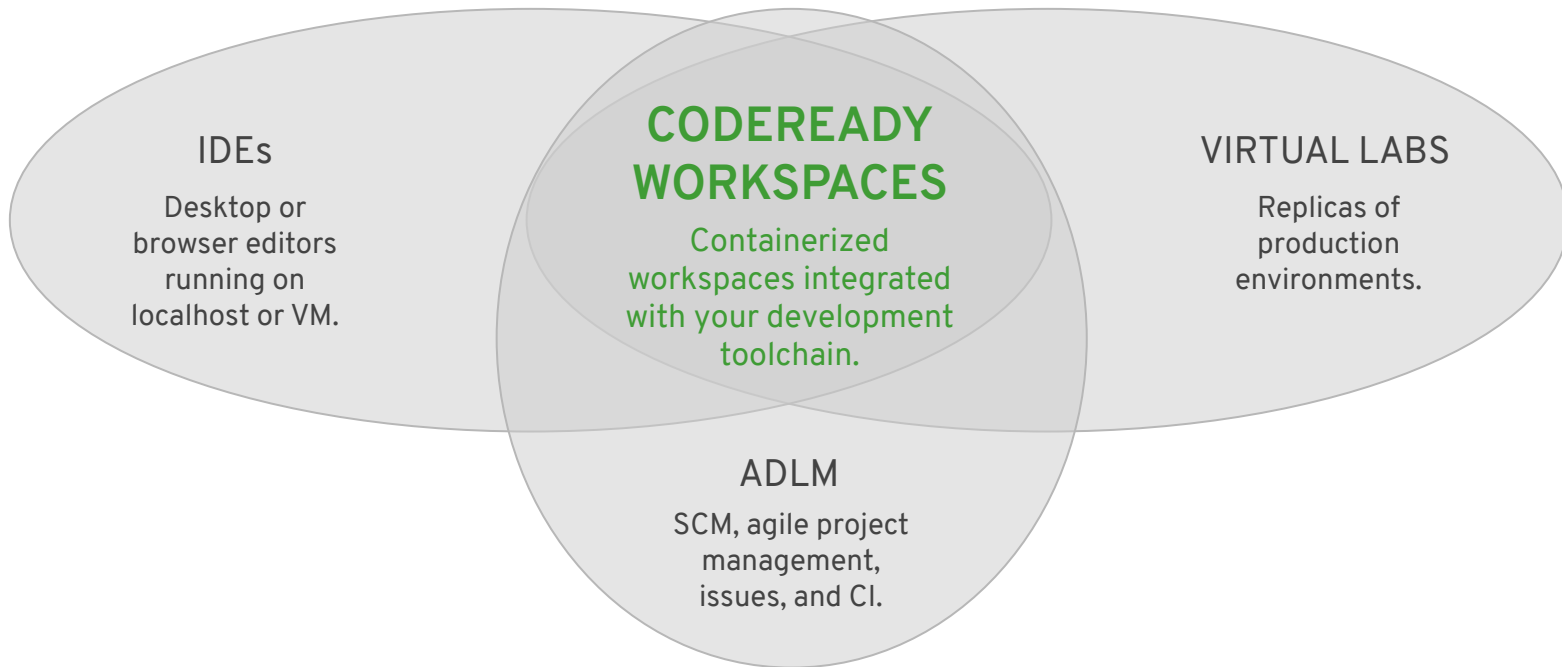 IDEs
Desktop or
browser editors
running on
localhost or VM.
CODEREADY
WORKSPACES
Containerized
workspaces integrated
with your development
toolchain.
VIRTUAL LABS
Replicas of
production
environments.
ADLM
SCM, agile project
management,
issues, and CI.